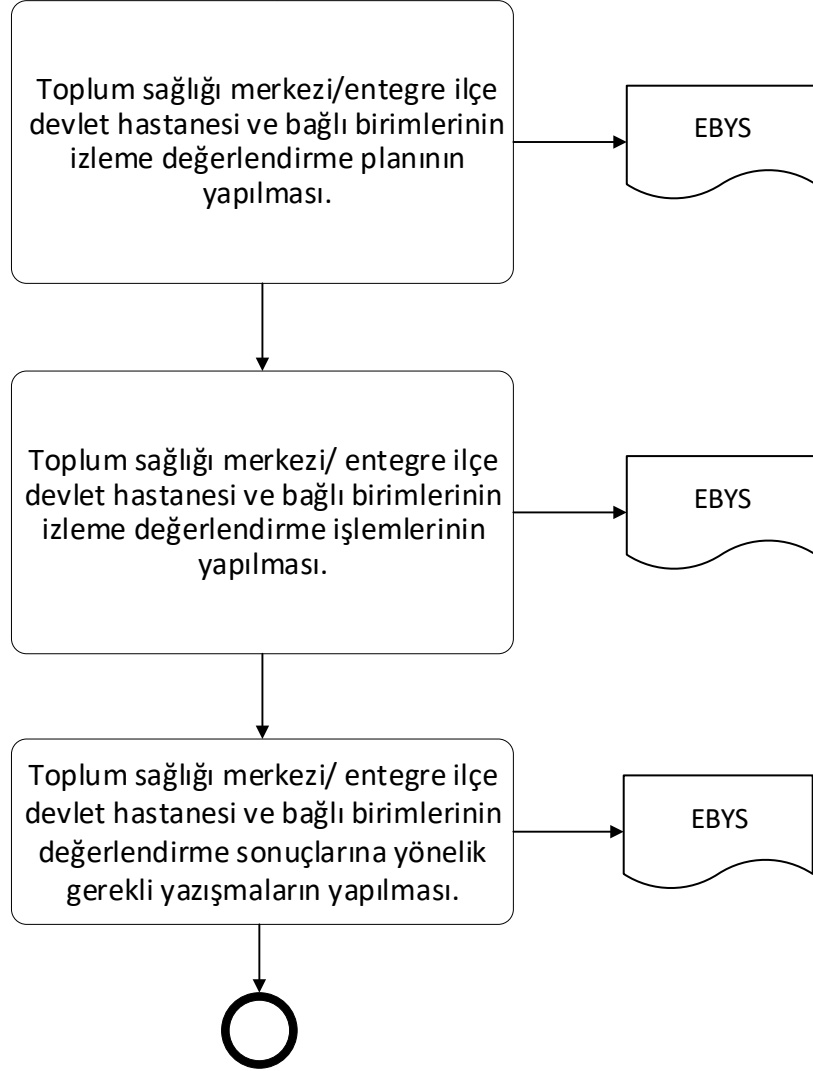 Toplum sağlığı merkezi/entegre ilçe
devlet hastanesi ve bağlı birimlerinin
izleme değerlendirme planının
yapılması.
EBYS
Toplum sağlığı merkezi/ entegre ilçe
devlet hastanesi ve bağlı birimlerinin
izleme değerlendirme işlemlerinin
yapılması.
EBYS
Toplum sağlığı merkezi/ entegre ilçe
devlet hastanesi ve bağlı birimlerinin
değerlendirme sonuçlarına yönelik
gerekli yazışmaların yapılması.
EBYS